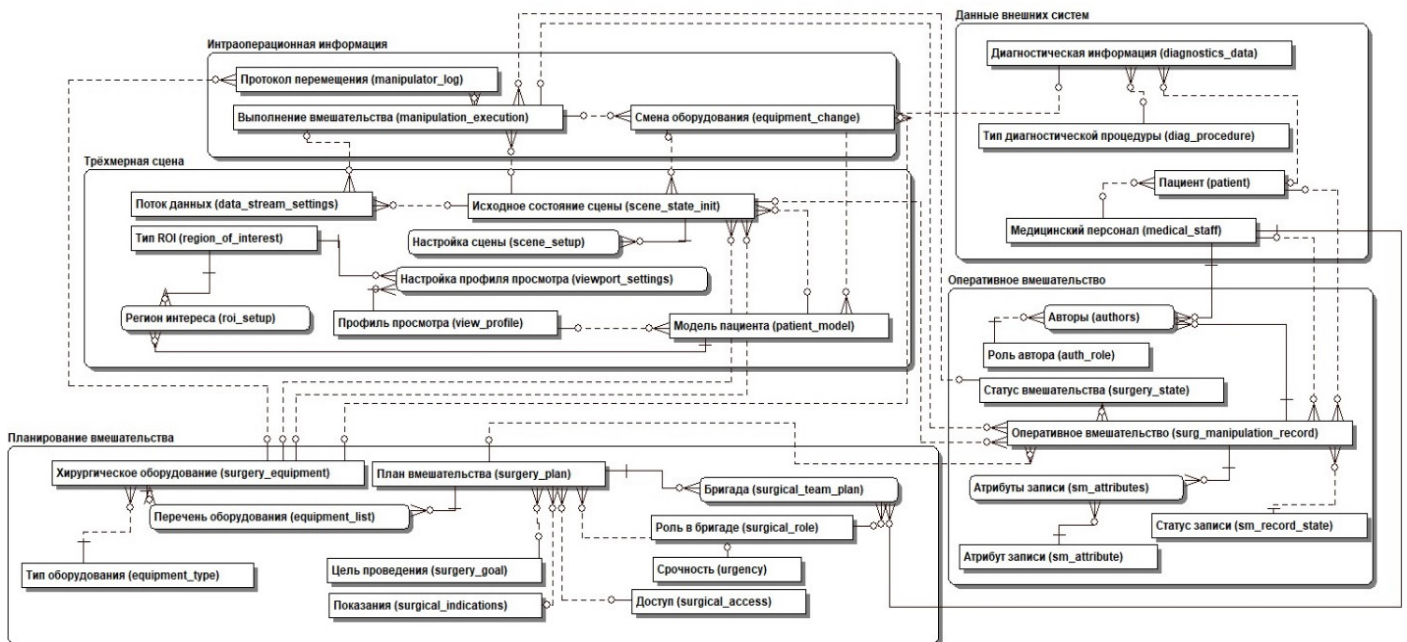 Интраоперационная информация
Протокол перемещения (manipulator_log)
Выполнение вмешательства (manipulation_execution)
Смена оборудования (equipment_change)
Трёхмерная сцена
Поток данных (data_stream_settings)
Исходное состояние сцены (scene_state_init)
Тип ROI (region_of_interest)
Настройка сцены (scene_setup)
Настройка профиля просмотра (viewport_settings)
Регион интереса (roi_setup)
Профиль просмотра (view_profile)
Модель пациента (patient_model)
Данные внешних систем
Диагностическая информация (diagnostics_data)
Тип диагностической процедуры (diag_procedure)
Пациент (patient)
Медицинский персонал (medical_staff)
Оперативное вмешательство
Авторы (authors)
Роль автора (auth_role)
Статус вмешательства (surgery_state)
Оперативное вмешательство (surg_manipulation_record)
Атрибуты записи (sm_attributes)
Статус записи (sm_record_state)
Атрибут записи (sm_attribute)
Планирование вмешательства
Хирургическое оборудование (surgery_equipment)
План вмешательства (surgery_plan)
Бригада (surgical_team_plan)
Перечень оборудования (equipment_list)
Роль в бригаде (surgical_role)
Тип оборудования (equipment_type)
Цель проведения (surgery_goal)
Срочность (urgency)
Показания (surgical_indications)
Доступ (surgical_access)